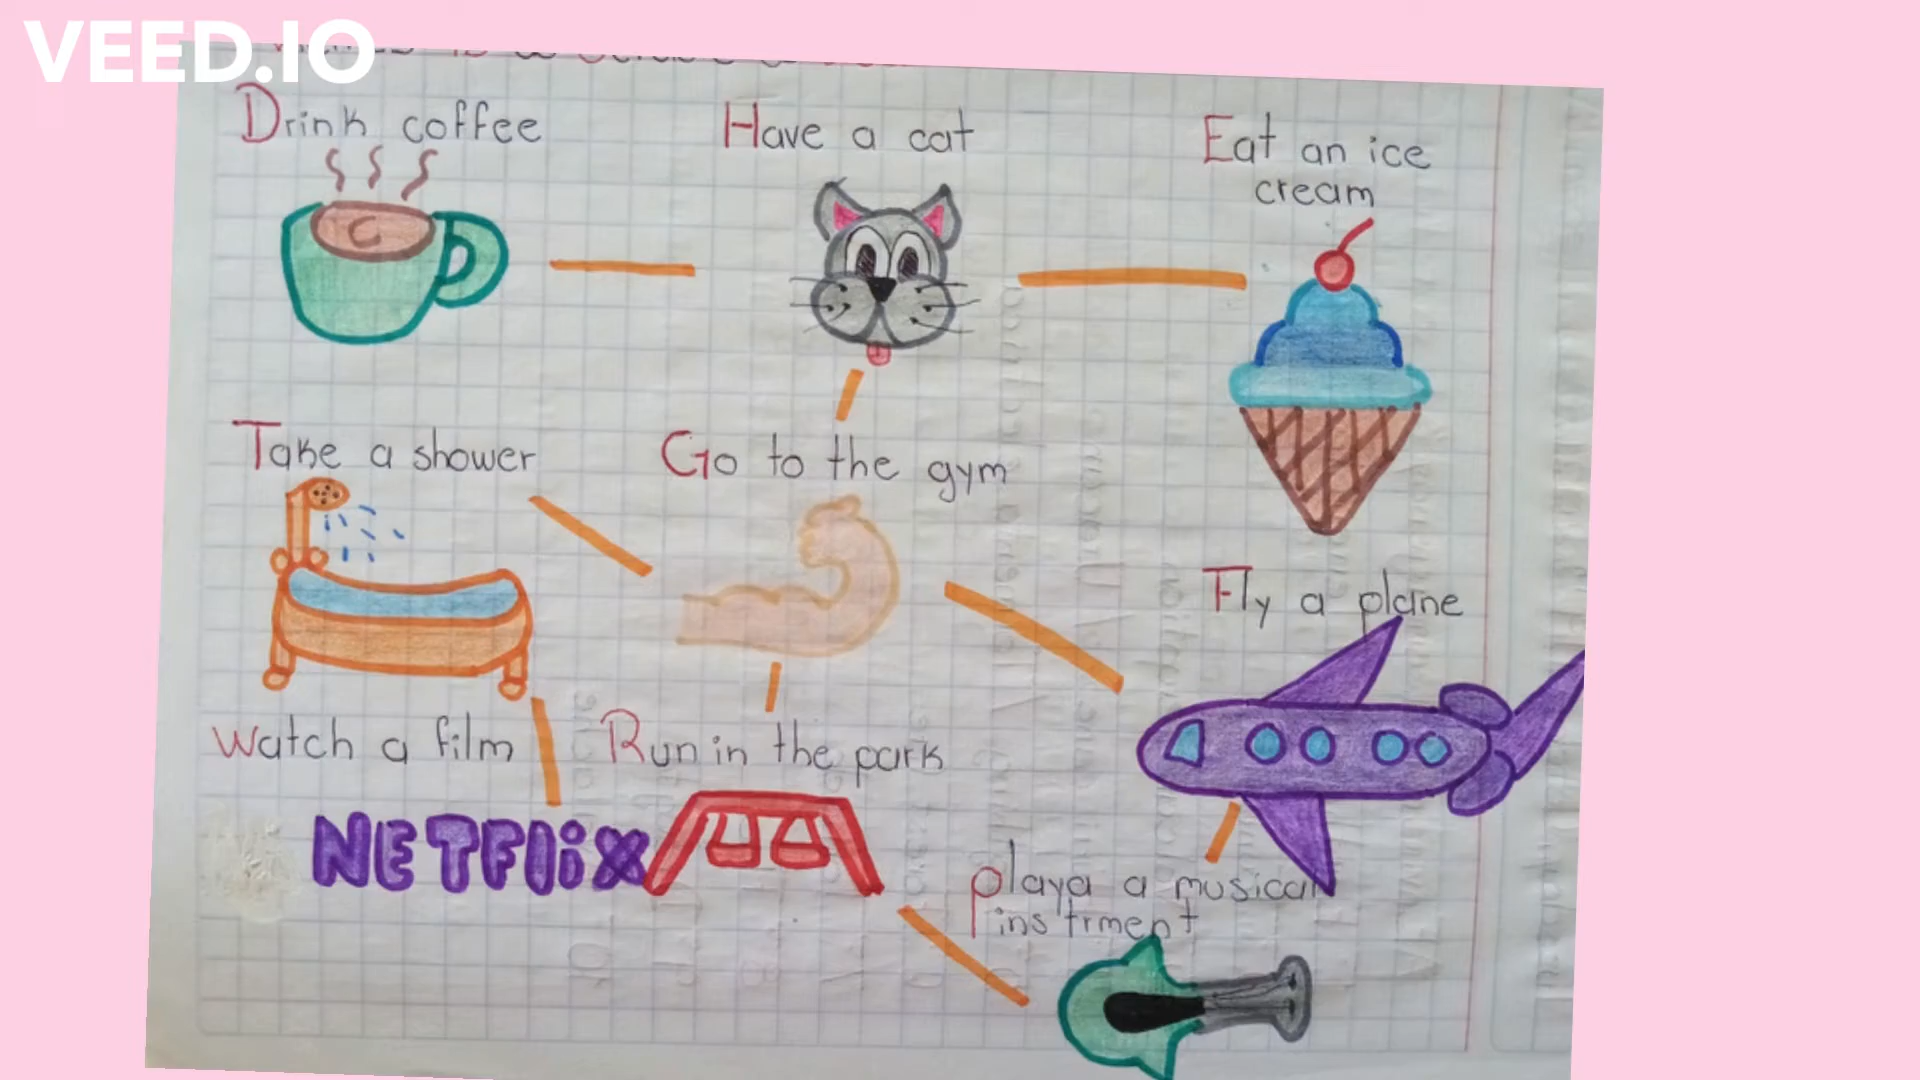 VEED.IO
Drink coffee
Have a cat
Eat an ice
cream
Take a shower
Go to the gym
Fly a plane
Watch a film
Run in the park
NETFliX
playa a musical
instrment